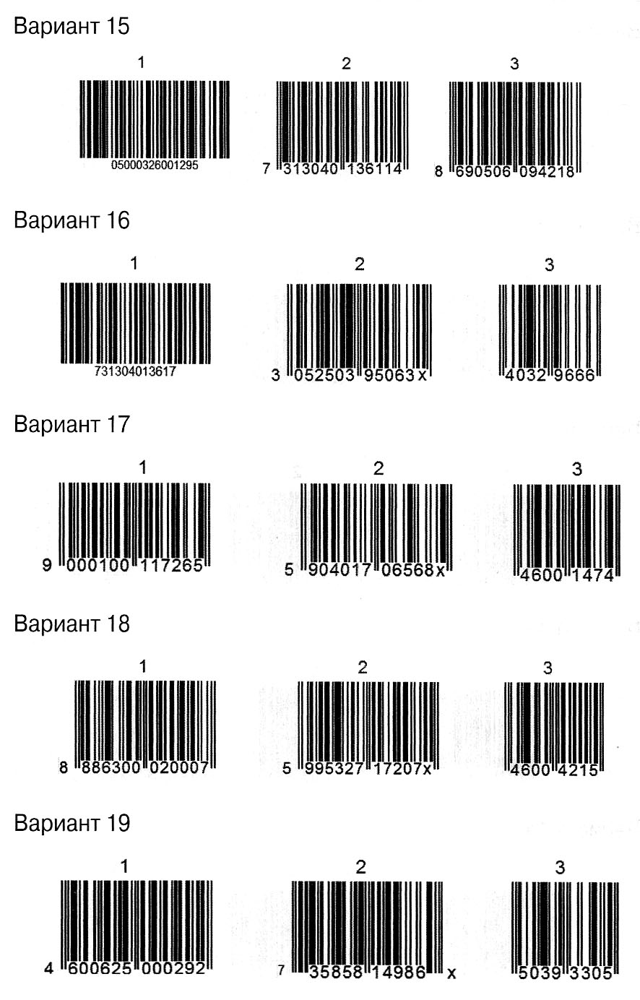 Вариант 15
1 2 3
05000326001295 7 313040 136114 8 690506 094218
Вариант 16
1 2 3
731304013617 3 052503 95063x 4032 9666
Вариант 17
1 2 3
9 000100 117265 5 904017 06568x 4600 1474
Вариант 18
1 2 3
8 886300 020007 5 995327 17207x 4600 4215
Вариант 19
1 2 3
4 600625 000292 7 35858 14986 x 5039 3305